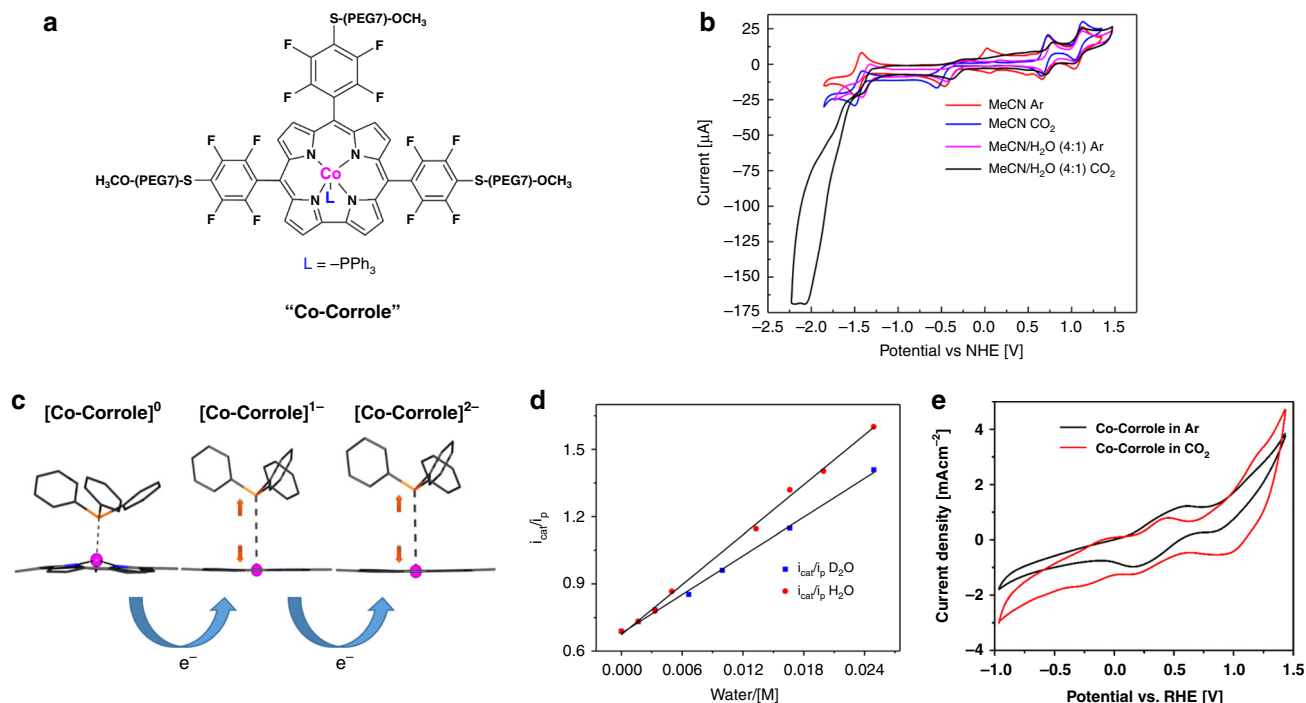 a
S-(PEG7)-OCH₃
F F
F F
F F
F F
H₃CO-(PEG7)-S
S-(PEG7)-OCH₃
F F
F F
N N
Co
N N
L
L = –PPh₃
“Co-Corrole”
b
Current [µA]
25
0
−25
−50
−75
−100
−125
−150
−175
MeCN Ar
MeCN CO₂
MeCN/H₂O (4:1) Ar
MeCN/H₂O (4:1) CO₂
−2.5 −2.0 −1.5 −1.0 −0.5 0.0 0.5 1.0 1.5
Potential vs NHE [V]
c
[Co-Corrole]⁰ [Co-Corrole]¹⁻ [Co-Corrole]²⁻
e⁻ e⁻
d
i_cat/i_p
1.5
1.2
0.9
0.6
i_cat/i_p D₂O
i_cat/i_p H₂O
0.000 0.006 0.012 0.018 0.024
Water/[M]
e
Current density [mAcm⁻²]
4
2
0
−2
−4
Co-Corrole in Ar
Co-Corrole in CO₂
−1.0 −0.5 0.0 0.5 1.0 1.5
Potential vs. RHE [V]